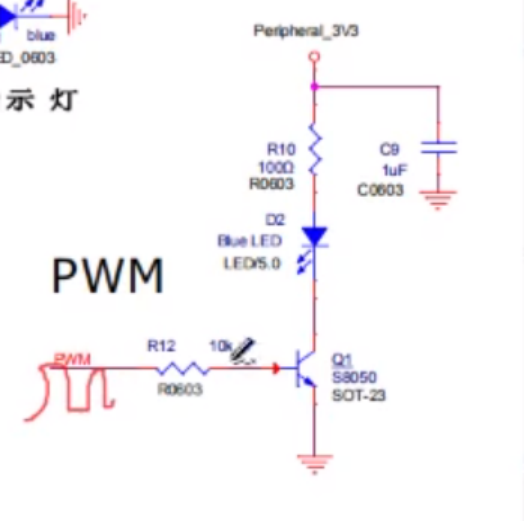 blue
ED_0603
示 灯
Peripheral_3V3
R10
100Ω
R0603
C9
1uF
C0603
D2
Blue LED
LED/5.0
PWM
PWM
R12 10k
R0603
Q1
S8050
SOT-23